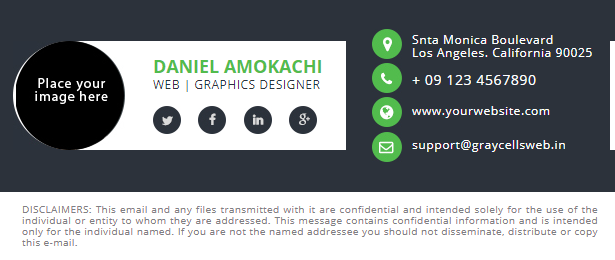 Place your
image here
DANIEL AMOKACHI
WEB | GRAPHICS DESIGNER
Snta Monica Boulevard
Los Angeles. California 90025
+ 09 123 4567890
www.yourwebsite.com
support@graycellsweb.in
DISCLAIMERS: This email and any files transmitted with it are confidential and intended solely for the use of the
individual or entity to whom they are addressed. This message contains confidential information and is intended
only for the individual named. If you are not the named addressee you should not disseminate, distribute or copy
this e-mail.